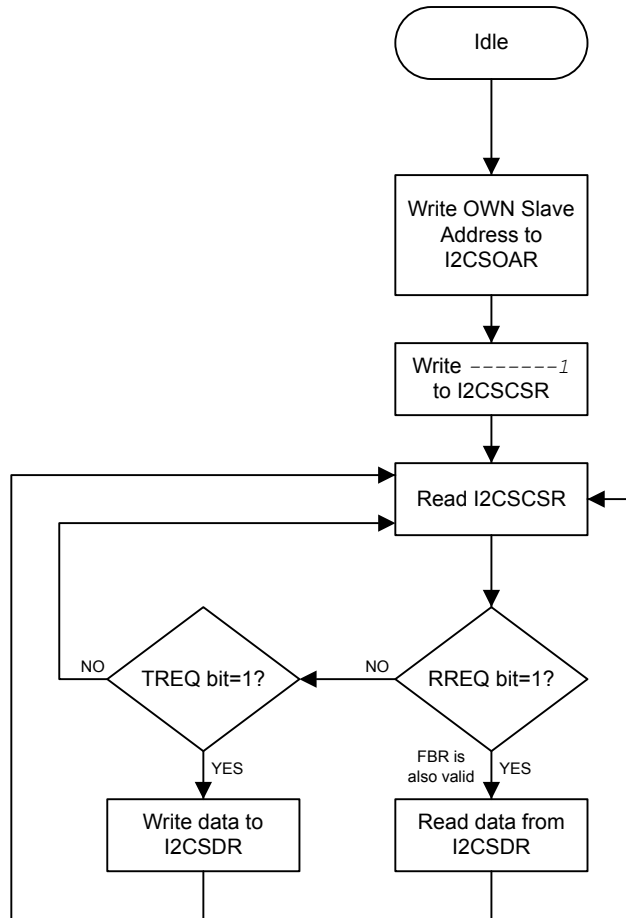 Idle
Write OWN Slave
Address to
I2CSOAR
Write -------1
to I2CSCSR
Read I2CSCSR
NO
TREQ bit=1?
NO
RREQ bit=1?
YES
FBR is
also valid
YES
Write data to
I2CSDR
Read data from
I2CSDR